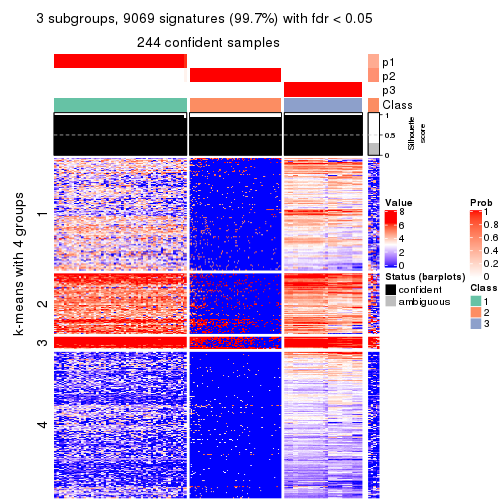 3 subgroups, 9069 signatures (99.7%) with fdr < 0.05
244 confident samples
p1
p2
p3
Class
1
0.5
0
Silhouette
score
k-means with 4 groups
1
2
3
4
Value
8
6
4
2
0
Status (barplots)
confident
ambiguous
Prob
1
0.8
0.6
0.4
0.2
0
Class
1
2
3